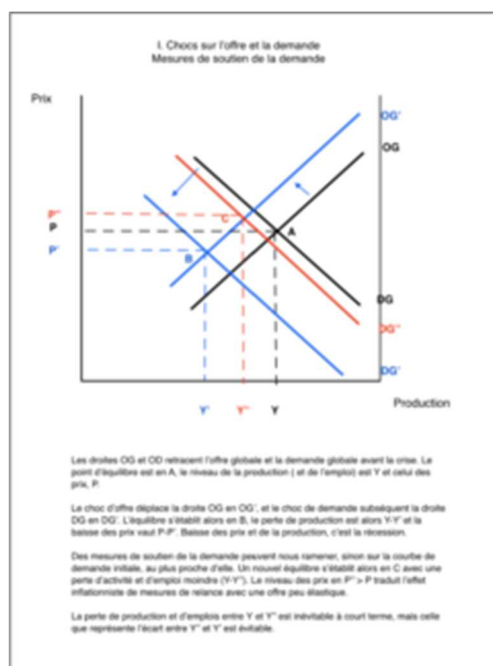 I. Chocs sur l'offre et la demande
Mesures de soutien de la demande
Prix
OG'
OG
P''
P
P'
C
A
B
DG
DG''
DG'
Y'
Y''
Y
Production
Les droites OG et OD retracent l'offre globale et la demande globale avant la crise. Le
point d'équilibre est en A, le niveau de la production ( et de l'emploi) est Y et celui des
prix, P.
Le choc d'offre déplace la droite OG en OG', et le choc de demande subséquent la droite
DG en DG'. L'équilibre s'établit alors en B, le perte de production est alors Y-Y' et la
baisse des prix vaut P-P'. Baisse des prix et de la production, c'est la récession.
Des mesures de soutien de la demande peuvent nous ramener, sinon sur la courbe de
demande initiale, au plus proche d'elle. Un nouvel équilibre s'établit alors en C avec une
perte d'activité et d'emploi moindre (Y-Y''). Le niveau des prix en P'' > P traduit l'effet
inflationniste de mesures de relance avec une offre peu élastique.
La perte de production et d'emplois entre Y et Y'' est inévitable à court terme, mais celle
que représente l'écart entre Y'' et Y' est évitable.